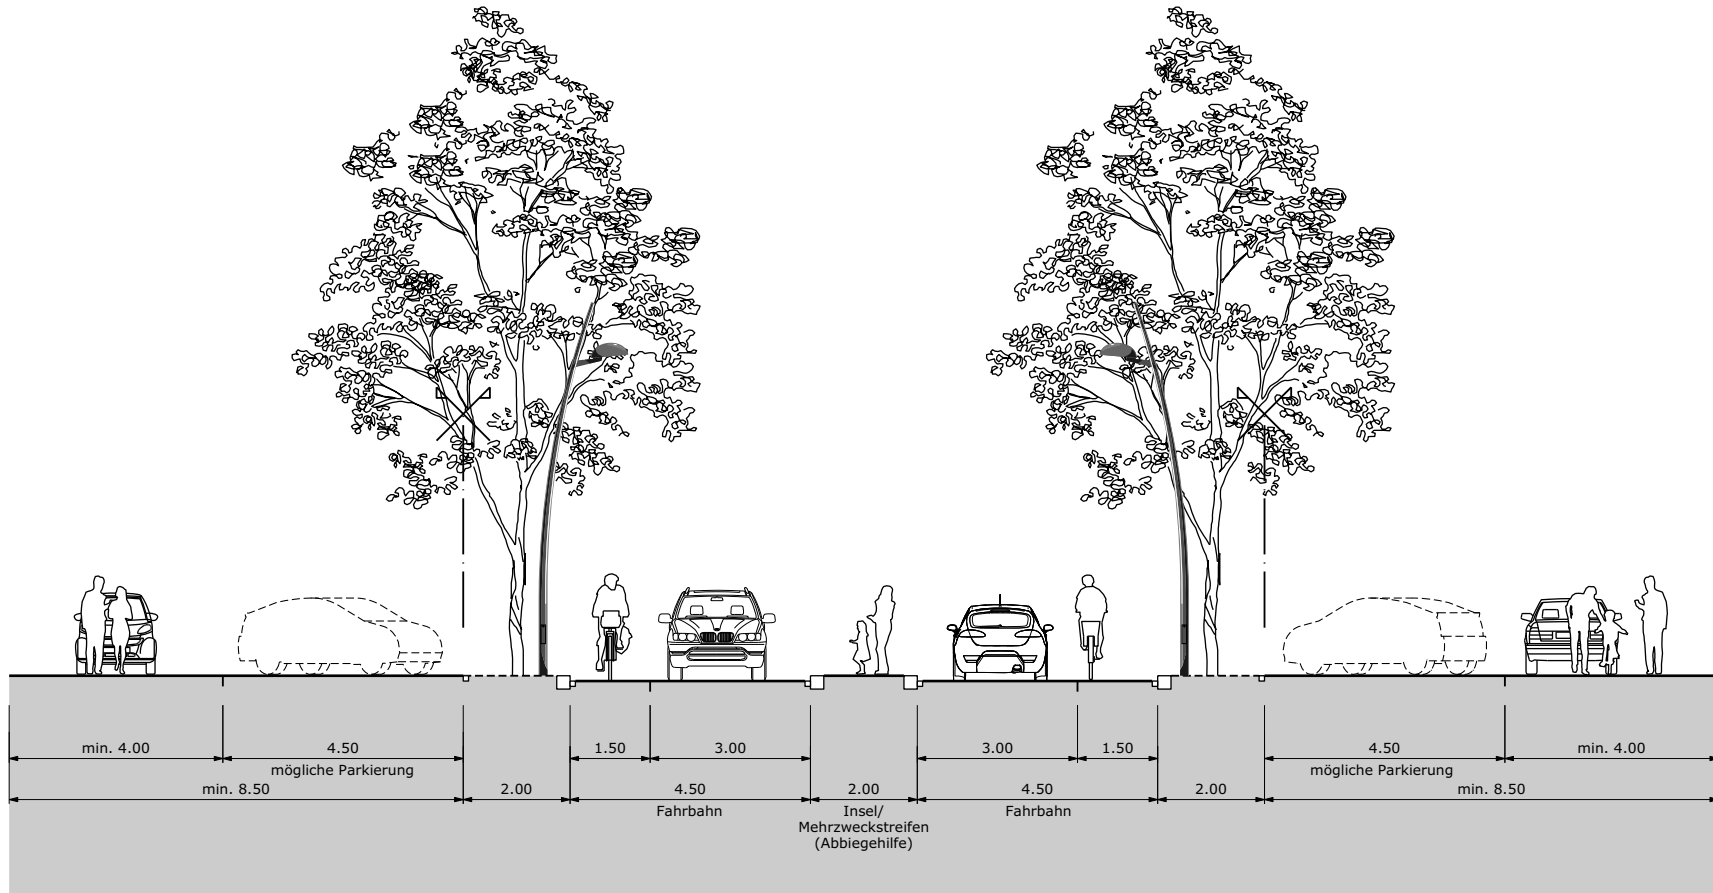 min. 4.00 4.50 1.50 3.00 3.00 1.50 4.50 min. 4.00
mögliche Parkierung mögliche Parkierung
min. 8.50 2.00 4.50 2.00 4.50 2.00 min. 8.50
Fahrbahn Insel/ Fahrbahn
Mehrzweckstreifen
(Abbiegehilfe)